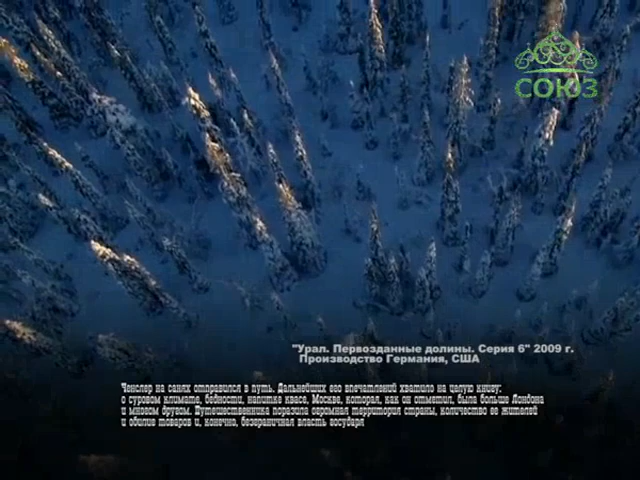 СОЮЗ
"Урал. Первозданные долины. Серия 6" 2009 г.
Производство Германия, США
Ченслер на санях отправился в путь. Дальнейших его впечатлений хватило на целую книгу:
о суровом климате, бедности, напитке квасе, Москве, которая, как он отметил, была больше Лондона
и многом другом. Путешественника поразила огромная территория страны, количество ее жителей
и обилие товаров и, конечно, безграничная власть государя